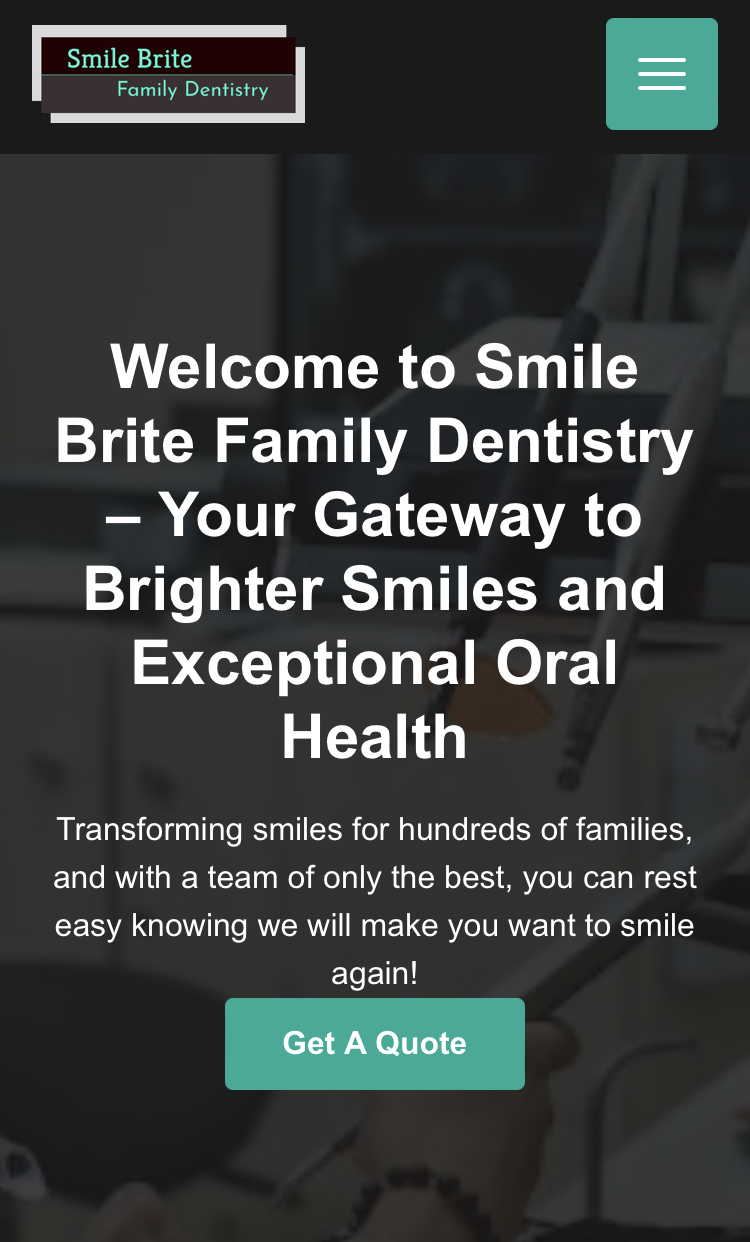 Smile Brite
Family Dentistry
Welcome to Smile
Brite Family Dentistry
– Your Gateway to
Brighter Smiles and
Exceptional Oral
Health
Transforming smiles for hundreds of families,
and with a team of only the best, you can rest
easy knowing we will make you want to smile
again!
Get A Quote